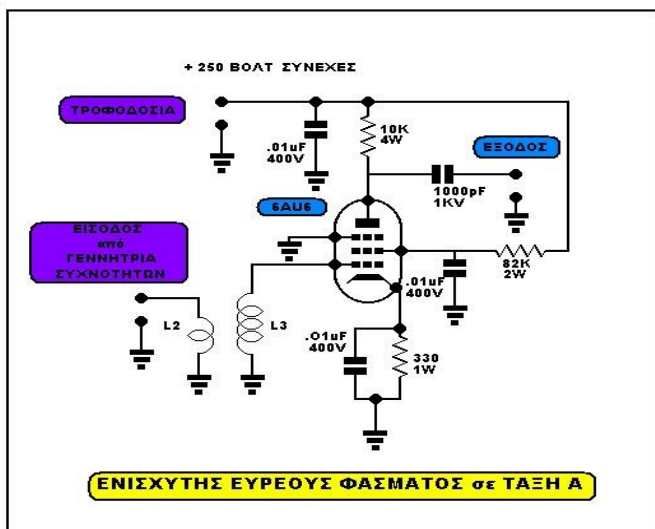 + 250 ΒΟΛΤ ΣΥΝΕΧΕΣ
ΤΡΟΦΟΔΟΣΙΑ
.01uF
400V
10K
4W
ΕΞΟΔΟΣ
1000pF
1KV
6AU6
ΕΙΣΟΔΟΣ
από
ΓΕΝΝΗΤΡΙΑ
ΣΥΧΝΟΤΗΤΩΝ
82K
2W
.01uF
400V
L2
L3
.O1uF
400V
330
1W
ΕΝΙΣΧΥΤΗΣ ΕΥΡΕΟΥΣ ΦΑΣΜΑΤΟΣ σε ΤΑΞΗ Α